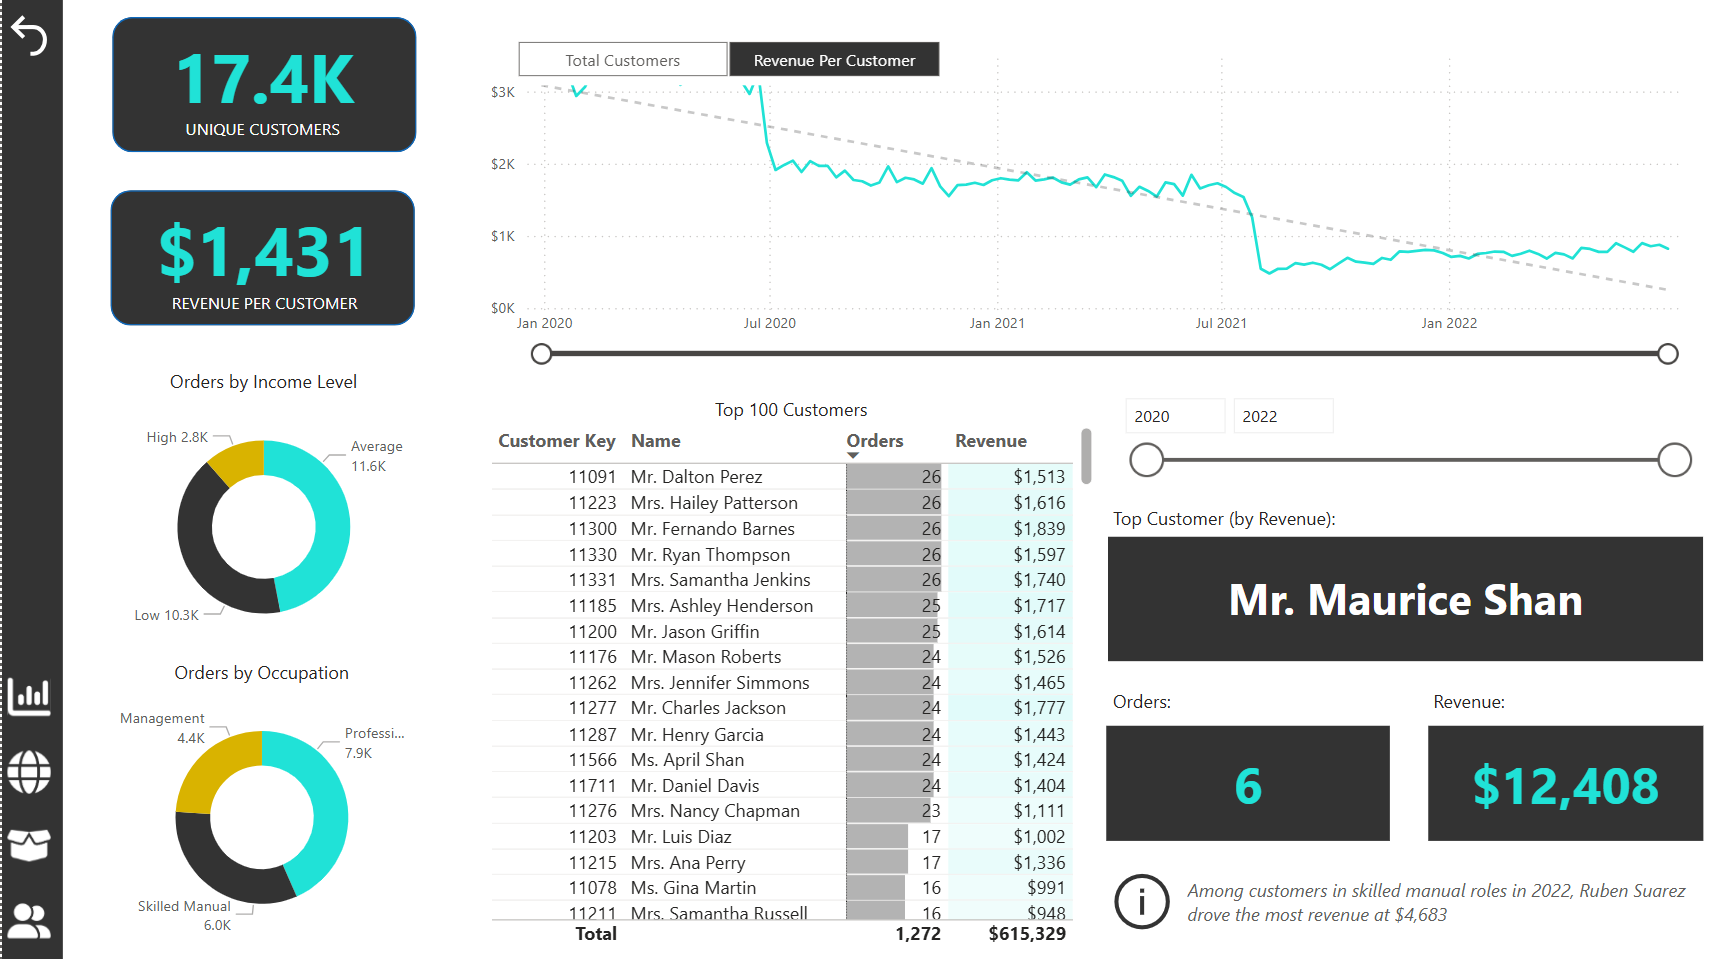 17.4K
UNIQUE CUSTOMERS
$1,431
REVENUE PER CUSTOMER
Total Customers
Revenue Per Customer
$3K
$2K
$1K
$0K
Jan 2020 Jul 2020 Jan 2021 Jul 2021 Jan 2022
Orders by Income Level
High 2.8K
Average
11.6K
Low 10.3K
Orders by Occupation
Management
4.4K
Professi...
7.9K
Skilled Manual
6.0K
Top 100 Customers
Customer Key Name Orders Revenue
11091 Mr. Dalton Perez 26 $1,513
11223 Mrs. Hailey Patterson 26 $1,616
11300 Mr. Fernando Barnes 26 $1,839
11330 Mr. Ryan Thompson 26 $1,597
11331 Mrs. Samantha Jenkins 26 $1,740
11185 Mrs. Ashley Henderson 25 $1,717
11200 Mr. Jason Griffin 25 $1,614
11176 Mr. Mason Roberts 24 $1,526
11262 Mrs. Jennifer Simmons 24 $1,465
11277 Mr. Charles Jackson 24 $1,777
11287 Mr. Henry Garcia 24 $1,443
11566 Ms. April Shan 24 $1,424
11711 Mr. Daniel Davis 24 $1,404
11276 Mrs. Nancy Chapman 23 $1,111
11203 Mr. Luis Diaz 17 $1,002
11215 Mrs. Ana Perry 17 $1,336
11078 Ms. Gina Martin 16 $991
11211 Mrs. Samantha Russell 16 $948
Total 1,272 $615,329
2020 2022
Top Customer (by Revenue):
Mr. Maurice Shan
Orders:
6
Revenue:
$12,408
i
Among customers in skilled manual roles in 2022, Ruben Suarez
drove the most revenue at $4,683